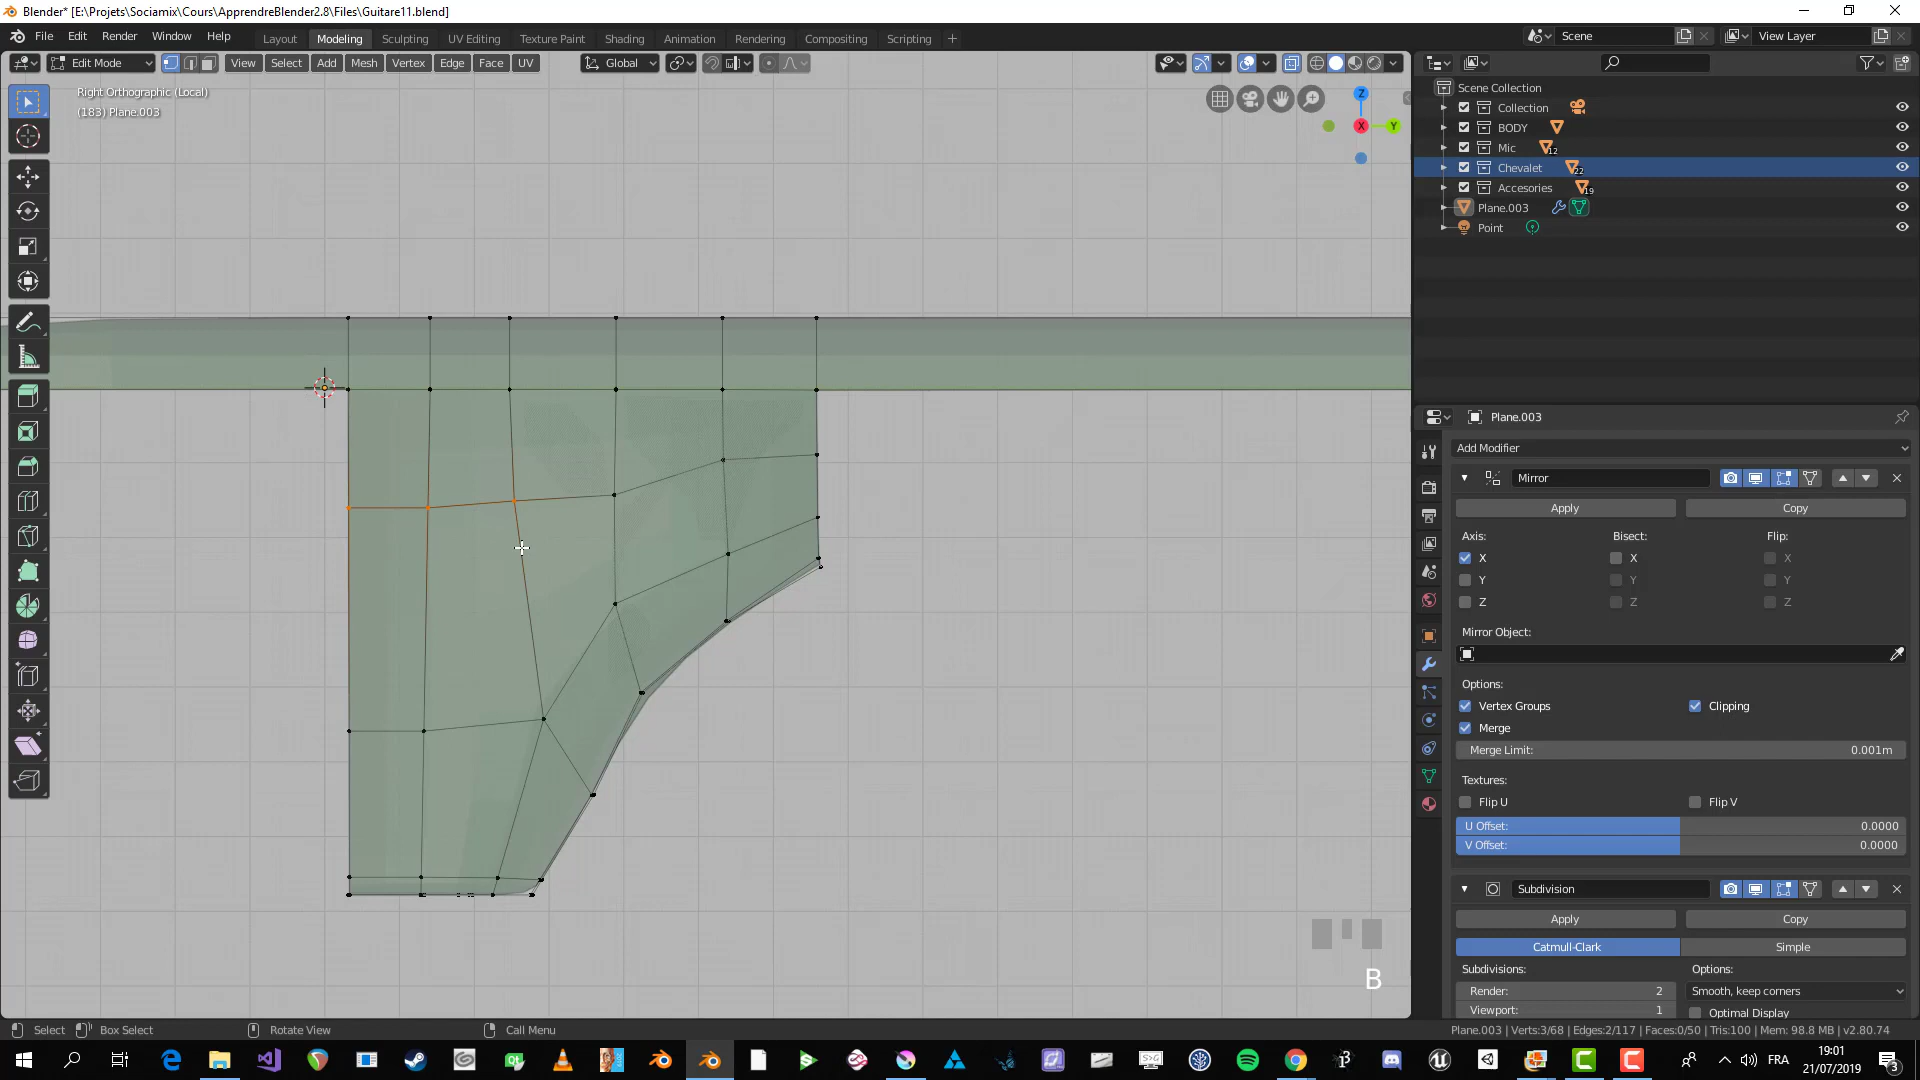 Blender* [E:\Projets\Sociamix\Cours\ApprendreBlender2.8\Files\Guitare11.blend]
File Edit Render Window Help
Layout Modeling Sculpting UV Editing Texture Paint Shading Animation Rendering Compositing Scripting
Scene
View Layer
Edit Mode
View Select Add Mesh Vertex Edge Face UV
Global
Right Orthographic (Local)
(183) Plane.003
Z
X
Y
Scene Collection
Collection
BODY
Mic
12
Chevalet
22
Accesories
19
Plane.003
Point
Plane.003
Add Modifier
Mirror
Apply Copy
Axis: Bisect: Flip:
X X X
Y Y Y
Z Z Z
Mirror Object:
Options:
Vertex Groups Clipping
Merge
Merge Limit: 0.001m
Textures:
Flip U Flip V
U Offset: 0.0000
V Offset: 0.0000
Subdivision
Apply Copy
Catmull-Clark Simple
Subdivisions: Options:
Render: 2 Smooth, keep corners
Viewport: 1 Optimal Display
B
Select Box Select Rotate View Call Menu
Plane.003 | Verts:3/68 | Edges:2/117 | Faces:0/50 | Tris:100 | Mem: 98.8 MB | v2.80.74
FRA
19:01
21/07/2019
3